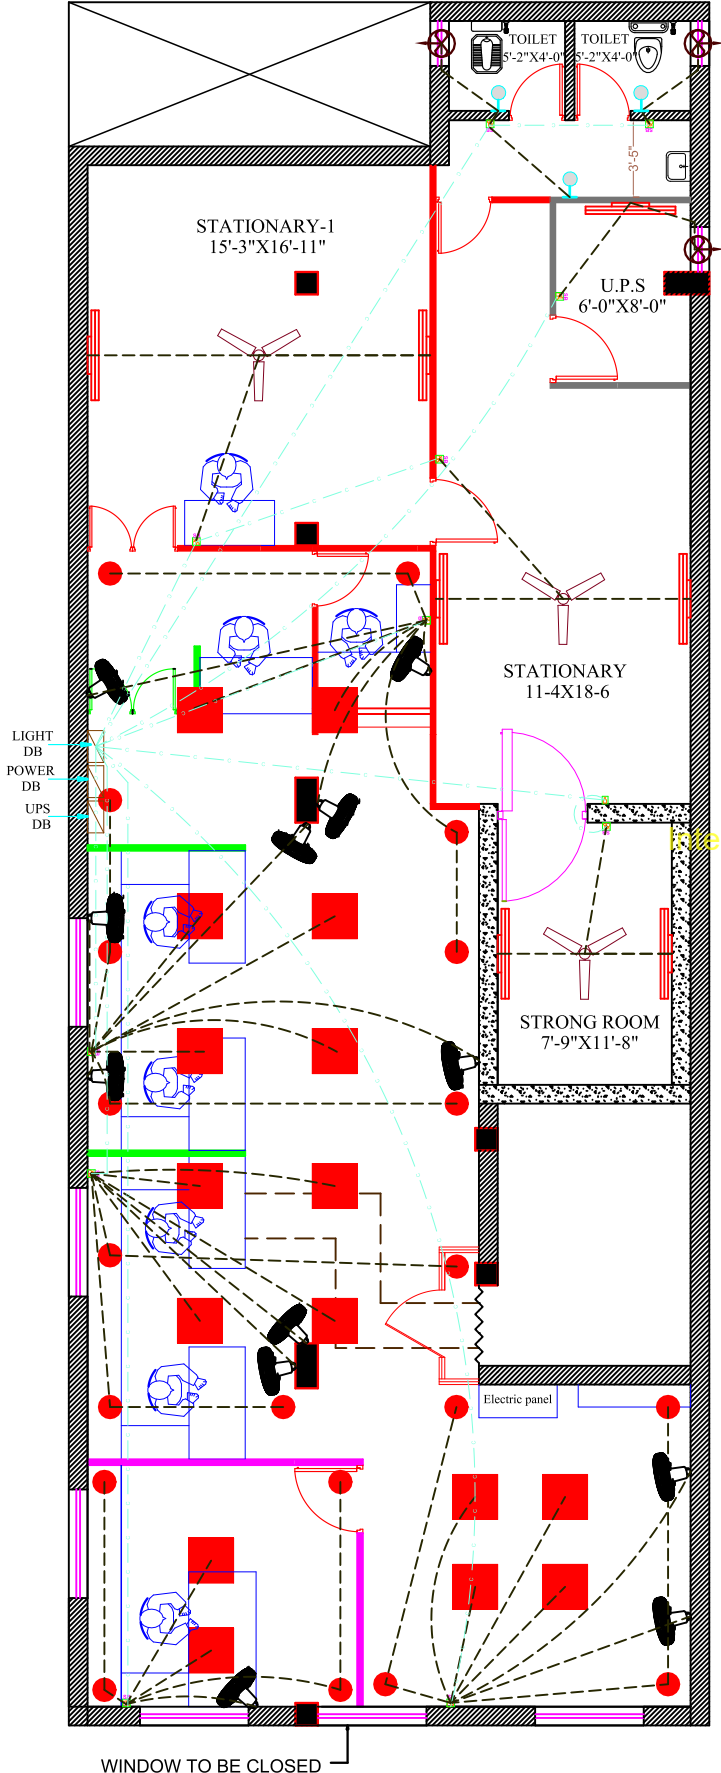 TOILET
5'-2"X4'-0"
TOILET
5'-2"X4'-0"
3'-5"
STATIONARY-1
15'-3"X16'-11"
U.P.S
6'-0"X8'-0"
STATIONARY
11-4X18-6
LIGHT
DB
POWER
DB
UPS
DB
Inte
STRONG ROOM
7'-9"X11'-8"
Electric panel
WINDOW TO BE CLOSED